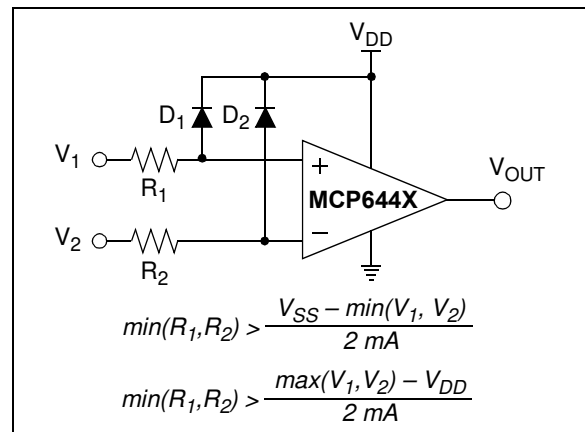 V_DD
D_1 D_2
V_1
R_1
+
MCP644X
V_OUT
V_2
−
R_2
min(R_1,R_2) > (V_SS – min(V_1, V_2)) / 2 mA
min(R_1,R_2) > (max(V_1,V_2) – V_DD) / 2 mA